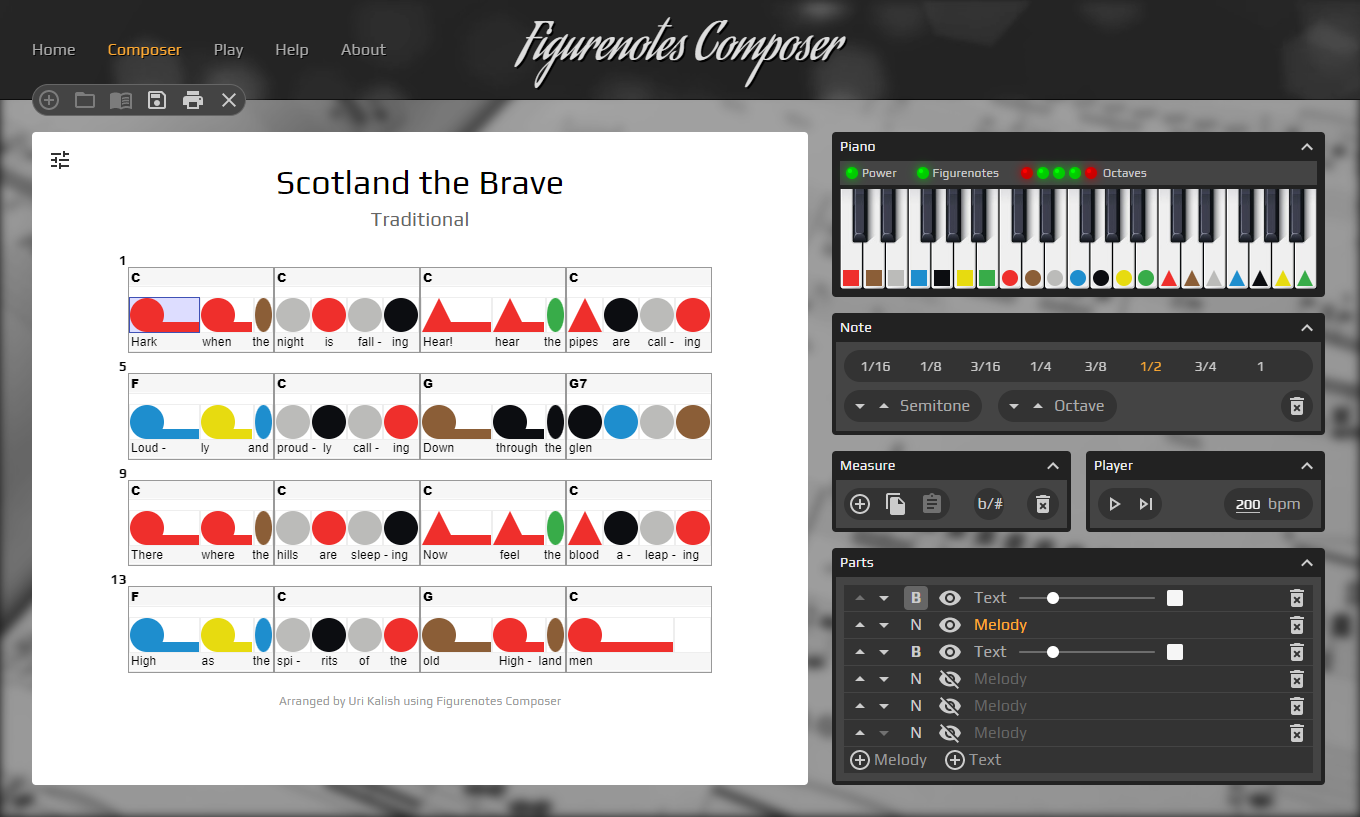 Figurenotes Composer
Home Composer Play Help About
Scotland the Brave
Traditional
1
C C C C
Hark when the night is fall - ing Hear! hear the pipes are call - ing
5
F C G G7
Loud - ly and proud - ly call - ing Down through the glen
9
C C C C
There where the hills are sleep - ing Now feel the blood a - leap - ing
13
F C G C
High as the spi - rits of the old High - land men
Arranged by Uri Kalish using Figurenotes Composer
Piano
Power Figurenotes Octaves
Note
1/16 1/8 3/16 1/4 3/8 1/2 3/4 1
Semitone Octave
Measure
b/#
Player
200 bpm
Parts
B Text
N Melody
B Text
N Melody
N Melody
N Melody
Melody Text